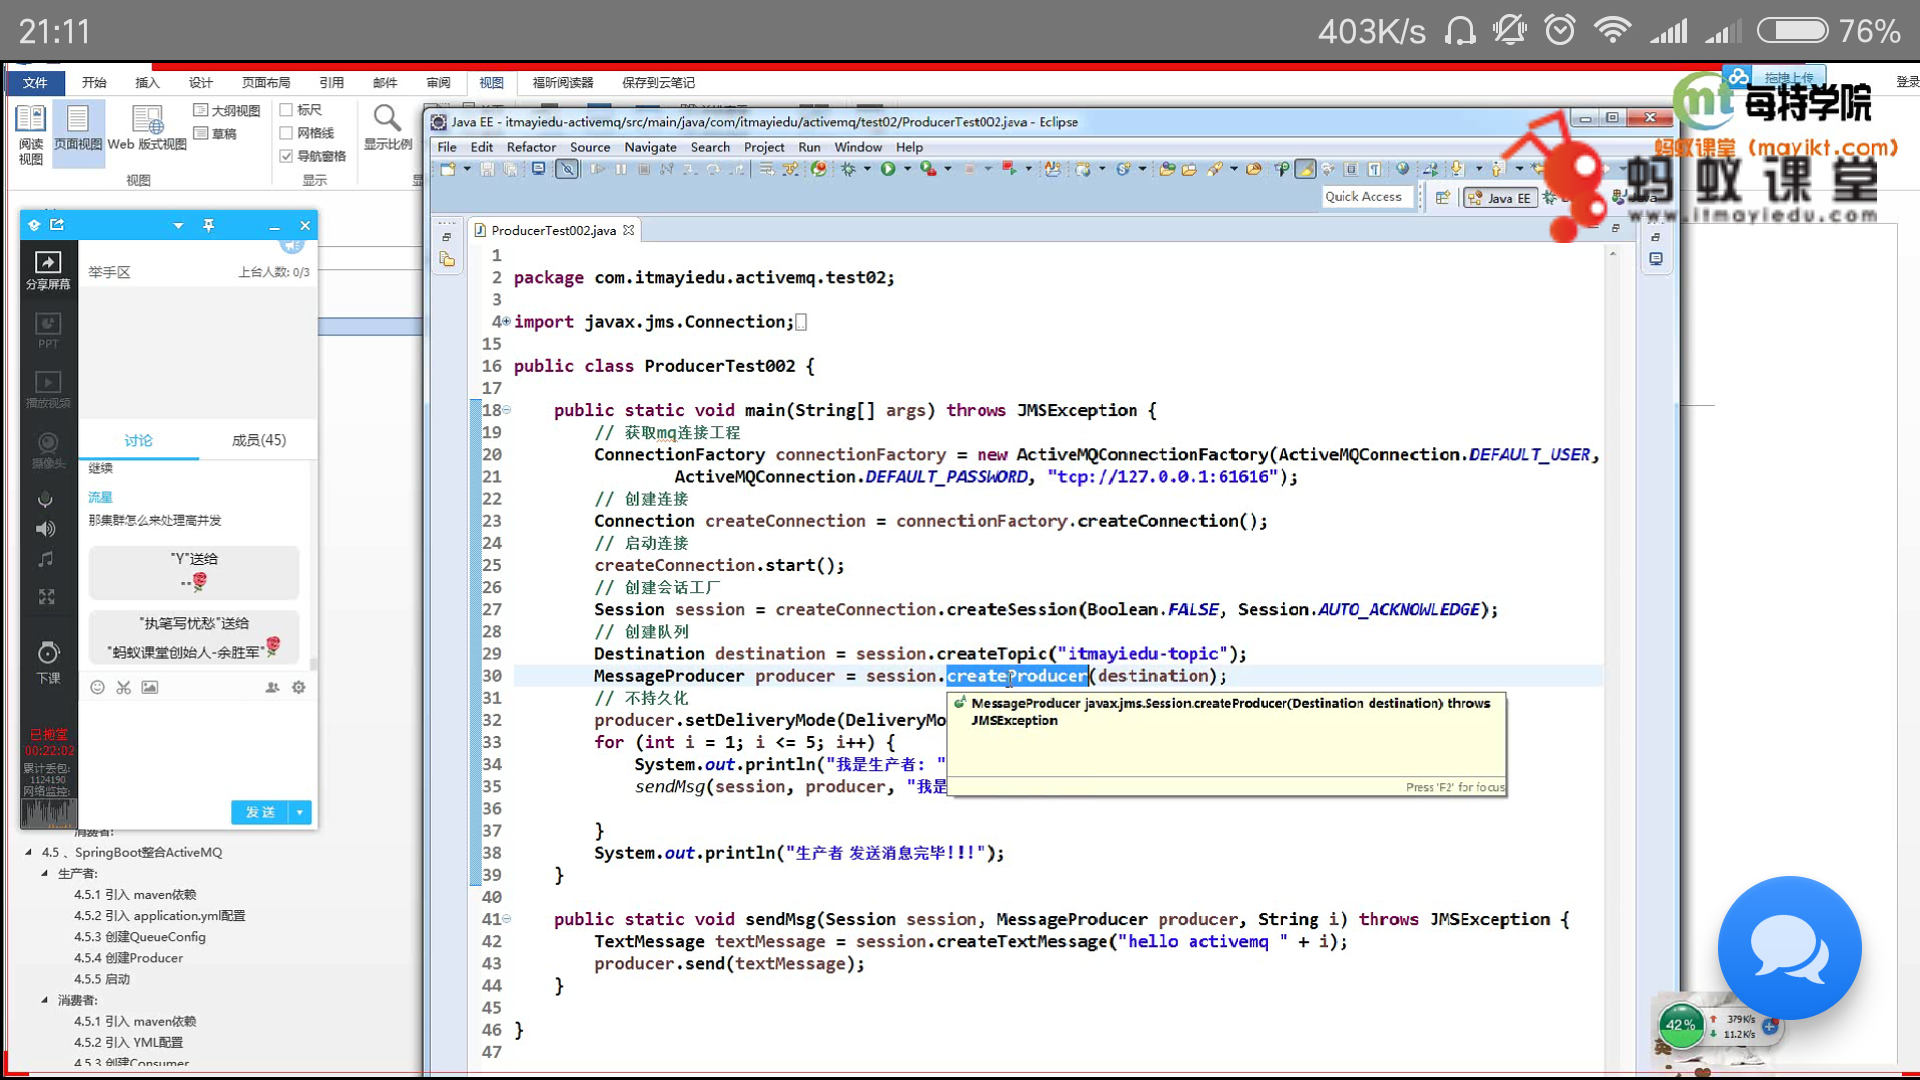 21:11
403K/s
76%
文件 开始 插入 设计 页面布局 引用 邮件 审阅 视图 福昕阅读器 保存到云笔记
拖拽上传
登录
阅读视图
页面视图
Web 版式视图
大纲视图
草稿
视图
标尺
网格线
导航窗格
显示
显示比例
每特学院
蚂蚁课堂（mayikt.com）
蚂蚁课堂
www.itmayiedu.com
Java EE - itmayiedu-activemq/src/main/java/com/itmayiedu/activemq/test02/ProducerTest002.java - Eclipse
File Edit Refactor Source Navigate Search Project Run Window Help
Quick Access
Java EE
ProducerTest002.java
1
2 package com.itmayiedu.activemq.test02;
3
4 import javax.jms.Connection;
15
16 public class ProducerTest002 {
17
18 public static void main(String[] args) throws JMSException {
19 // 获取mq连接工程
20 ConnectionFactory connectionFactory = new ActiveMQConnectionFactory(ActiveMQConnection.DEFAULT_USER,
21 ActiveMQConnection.DEFAULT_PASSWORD, "tcp://127.0.0.1:61616");
22 // 创建连接
23 Connection createConnection = connectionFactory.createConnection();
24 // 启动连接
25 createConnection.start();
26 // 创建会话工厂
27 Session session = createConnection.createSession(Boolean.FALSE, Session.AUTO_ACKNOWLEDGE);
28 // 创建队列
29 Destination destination = session.createTopic("itmayiedu-topic");
30 MessageProducer producer = session.createProducer(destination);
31 // 不持久化
32 producer.setDeliveryMode(DeliveryMo
33 for (int i = 1; i <= 5; i++) {
34 System.out.println("我是生产者: "
35 sendMsg(session, producer, "我是
36
37 }
38 System.out.println("生产者 发送消息完毕!!!");
39 }
40
41 public static void sendMsg(Session session, MessageProducer producer, String i) throws JMSException {
42 TextMessage textMessage = session.createTextMessage("hello activemq " + i);
43 producer.send(textMessage);
44 }
45
46 }
47
MessageProducer javax.jms.Session.createProducer(Destination destination) throws
JMSException
Press 'F2' for focus
分享屏幕
PPT
播放视频
摄像头
下课
已拖堂
00:22:02
累计丢包:
1124190
网络监控:
举手区
上台人数: 0/3
讨论
成员(45)
继续
流星
那集群怎么来处理高并发
"Y"送给
--
"执笔写忧愁"送给
"蚂蚁课堂创始人-余胜军"
发送
消费者:
4.5 、SpringBoot整合ActiveMQ
生产者:
4.5.1 引入 maven依赖
4.5.2 引入 application.yml配置
4.5.3 创建QueueConfig
4.5.4 创建Producer
4.5.5 启动
消费者:
4.5.1 引入 maven依赖
4.5.2 引入 YML配置
4.5.3 创建Consumer
42%
379K/s
11.2K/s
英